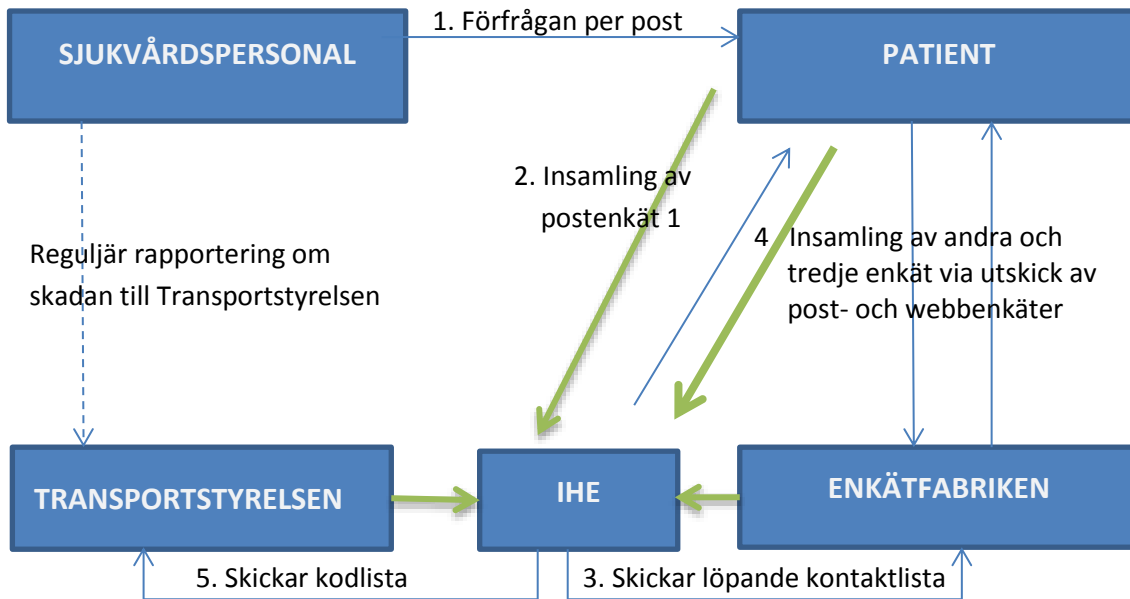 1. Förfrågan per post
SJUKVÅRDSPERSONAL
PATIENT
2. Insamling av
postenkät 1
4 Insamling av andra och
tredje enkät via utskick av
post- och webbenkäter
Reguljär rapportering om
skadan till Transportstyrelsen
TRANSPORTSTYRELSEN
IHE
ENKÄTFABRIKEN
5. Skickar kodlista
3. Skickar löpande kontaktlista